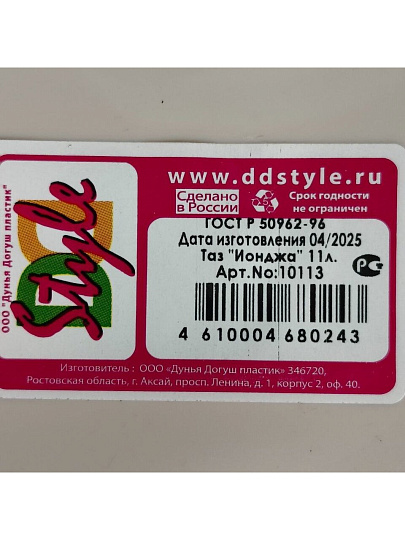 ООО "Дунья Догуш пластик"
Style
www.ddstyle.ru
Сделано
в России
Срок годности
не ограничен
ГОСТ Р 50962-96
Дата изготовления 04/2025
Таз "Йонджа" 11л.
Арт.No:10113
4 610004 680243
Изготовитель : ООО «Дунья Догуш пластик» 346720,
Ростовская область, г. Аксай, просп. Ленина, д. 1, корпус 2, оф. 40.